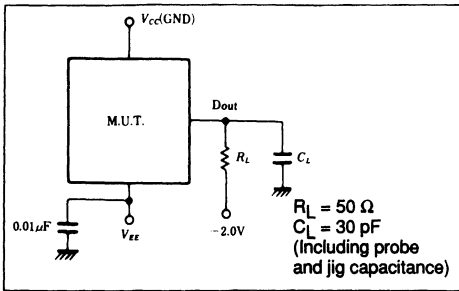 Vcc(GND)
M.U.T.
Dout
RL
CL
0.01μF
VEE
−2.0V
RL = 50 Ω
CL = 30 pF
(Including probe
and jig capacitance)